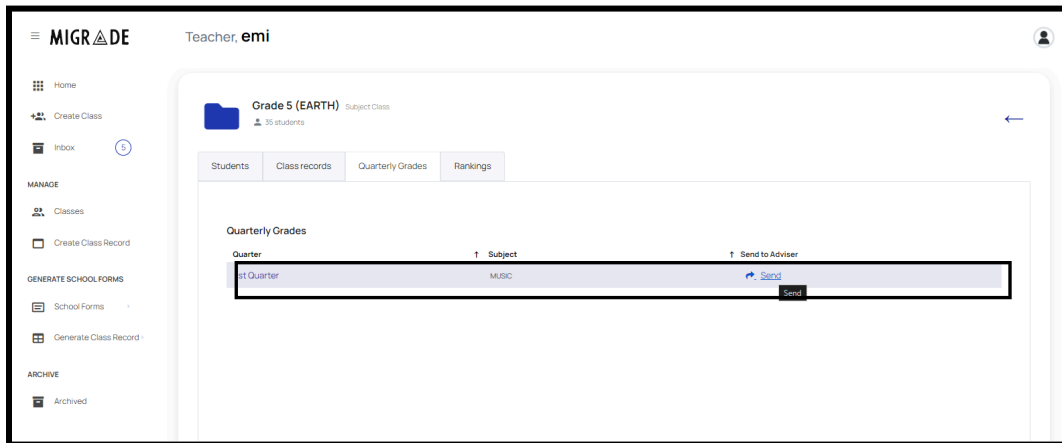 MIGRADE
Teacher, emi
Home
Create Class
Inbox 5
MANAGE
Classes
Create Class Record
GENERATE SCHOOL FORMS
School Forms
Generate Class Record
ARCHIVE
Archived
Grade 5 (EARTH) Subject Class
35 students
Students Class records Quarterly Grades Rankings
Quarterly Grades
Quarter ↑ Subject ↑ Send to Adviser
st Quarter MUSIC Send
Send